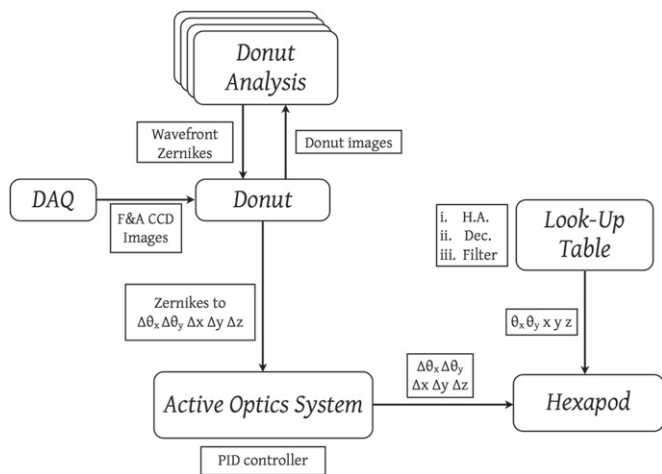 Donut
Analysis
Wavefront
Zernikes
Donut images
DAQ
F&A CCD
Images
Donut
i. H.A.
ii. Dec.
iii. Filter
Look-Up
Table
Zernikes to
Δθx Δθy Δx Δy Δz
θx θy x y z
Δθx Δθy
Δx Δy Δz
Active Optics System
Hexapod
PID controller